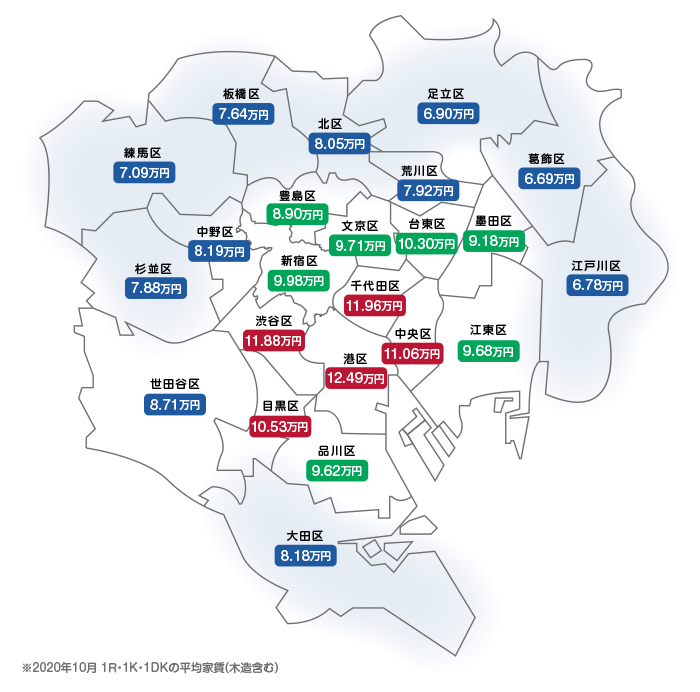 足立区
6.90万円
板橋区
7.64万円
北区
8.05万円
練馬区
7.09万円
葛飾区
6.69万円
荒川区
7.92万円
豊島区
8.90万円
文京区
9.71万円
台東区
10.30万円
墨田区
9.18万円
中野区
8.19万円
新宿区
9.98万円
杉並区
7.88万円
江戸川区
6.78万円
千代田区
11.96万円
渋谷区
11.88万円
中央区
11.06万円
江東区
9.68万円
港区
12.49万円
世田谷区
8.71万円
目黒区
10.53万円
品川区
9.62万円
大田区
8.18万円
※2020年10月 1R・1K・1DKの平均家賃(木造含む)